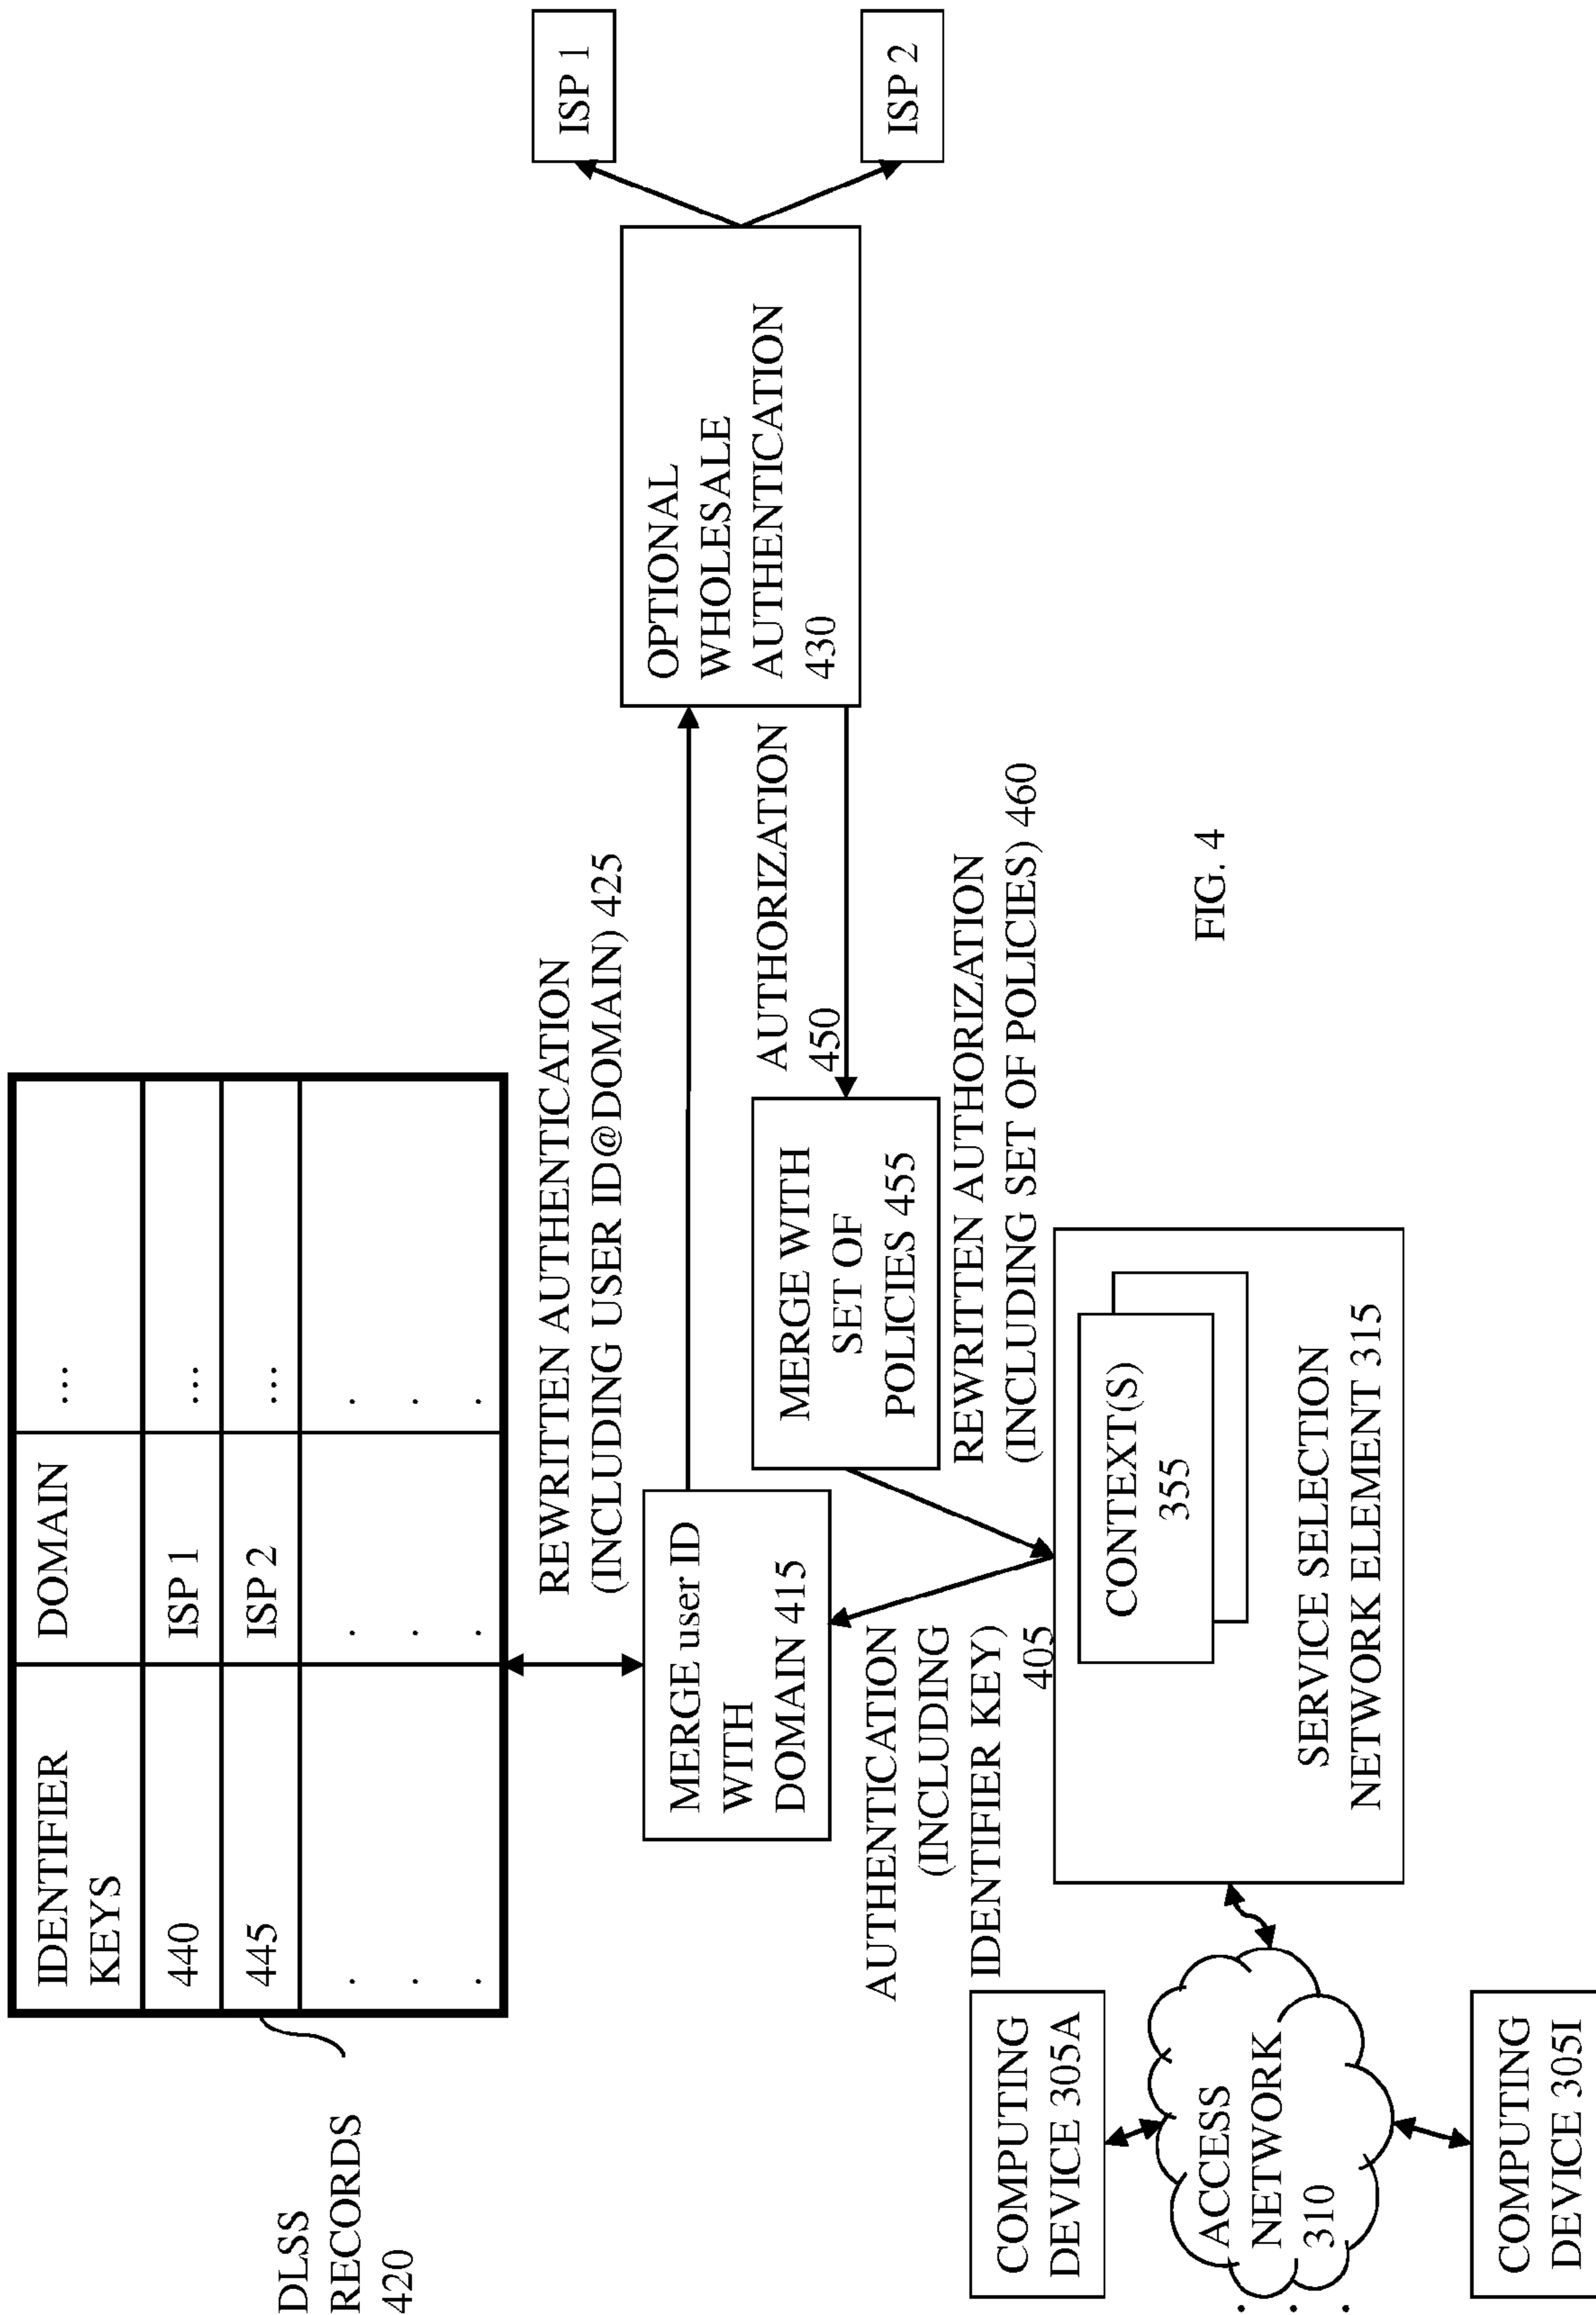 DLSS
RECORDS
420
IDENTIFIER
KEYS
DOMAIN
...
440
ISP 1
...
445
ISP 2
...
. . .
. . .
. . .
REWRITTEN AUTHENTICATION
(INCLUDING USER ID@DOMAIN) 425
MERGE user ID
WITH
DOMAIN 415
OPTIONAL
WHOLESALE
AUTHENTICATION
430
ISP 1
ISP 2
AUTHORIZATION
450
MERGE WITH
SET OF
POLICIES 455
AUTHENTICATION
(INCLUDING
IDENTIFIER KEY)
405
REWRITTEN AUTHORIZATION
(INCLUDING SET OF POLICIES) 460
COMPUTING
DEVICE 305A
ACCESS
NETWORK
310
. . .
COMPUTING
DEVICE 305I
CONTEXT(S)
355
SERVICE SELECTION
NETWORK ELEMENT 315
FIG. 4